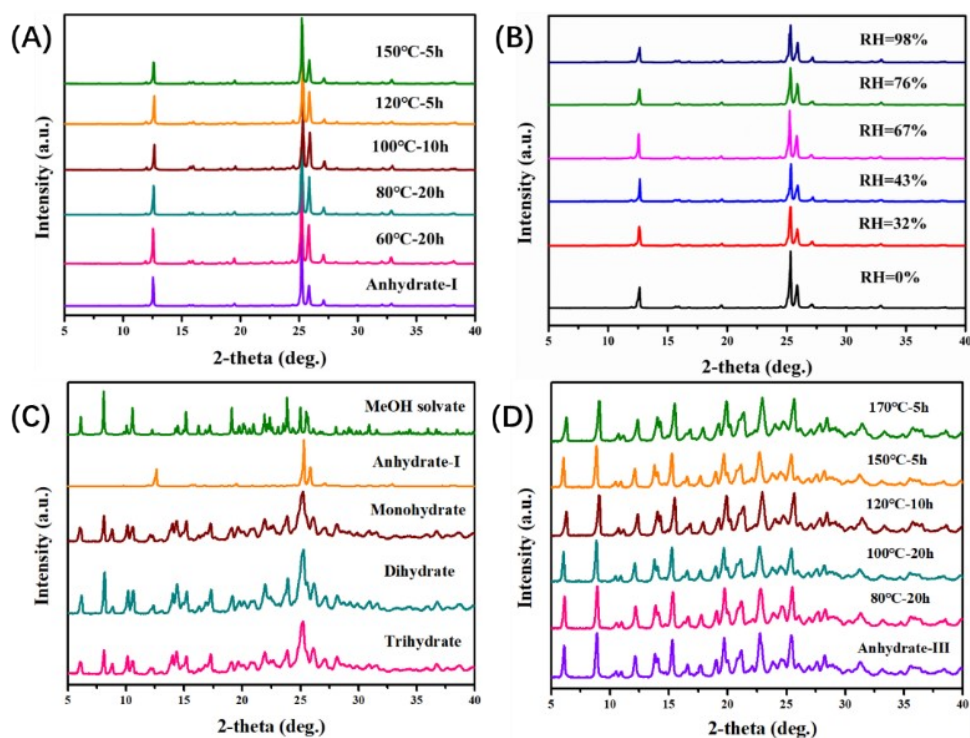 (A)
150°C-5h
120°C-5h
100°C-10h
80°C-20h
60°C-20h
Anhydrate-I
Intensity (a.u.)
5 10 15 20 25 30 35 40
2-theta (deg.)
(B)
RH=98%
RH=76%
RH=67%
RH=43%
RH=32%
RH=0%
Intensity (a.u.)
5 10 15 20 25 30 35 40
2-theta (deg.)
(C)
MeOH solvate
Anhydrate-I
Monohydrate
Dihydrate
Trihydrate
Intensity (a.u.)
5 10 15 20 25 30 35 40
2-theta (deg.)
(D)
170°C-5h
150°C-5h
120°C-10h
100°C-20h
80°C-20h
Anhydrate-III
Intensity (a.u.)
5 10 15 20 25 30 35 40
2-theta (deg.)